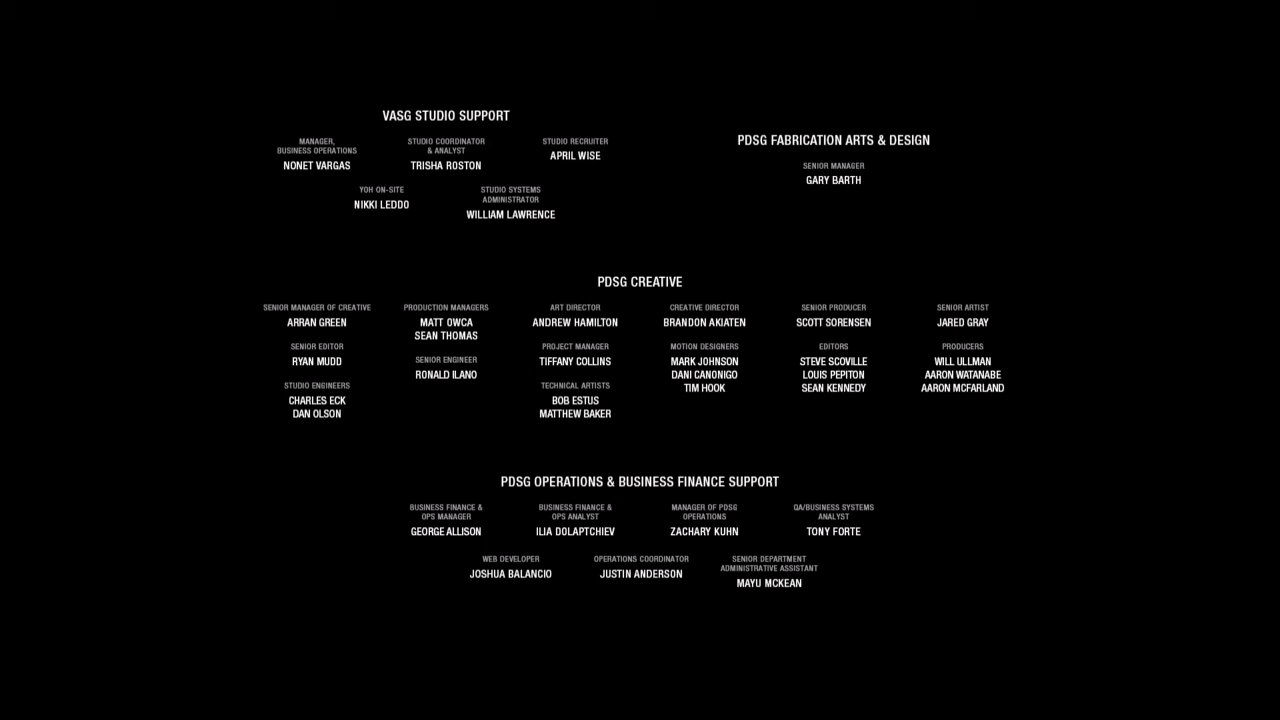 VASG STUDIO SUPPORT
MANAGER,
BUSINESS OPERATIONS
NONET VARGAS
STUDIO COORDINATOR
& ANALYST
TRISHA ROSTON
STUDIO RECRUITER
APRIL WISE
YOH ON-SITE
NIKKI LEDDO
STUDIO SYSTEMS
ADMINISTRATOR
WILLIAM LAWRENCE
PDSG FABRICATION ARTS & DESIGN
SENIOR MANAGER
GARY BARTH
PDSG CREATIVE
SENIOR MANAGER OF CREATIVE
ARRAN GREEN
SENIOR EDITOR
RYAN MUDD
STUDIO ENGINEERS
CHARLES ECK
DAN OLSON
PRODUCTION MANAGERS
MATT OWCA
SEAN THOMAS
SENIOR ENGINEER
RONALD ILANO
ART DIRECTOR
ANDREW HAMILTON
PROJECT MANAGER
TIFFANY COLLINS
TECHNICAL ARTISTS
BOB ESTUS
MATTHEW BAKER
CREATIVE DIRECTOR
BRANDON AKIATEN
MOTION DESIGNERS
MARK JOHNSON
DANI CANONIGO
TIM HOOK
SENIOR PRODUCER
SCOTT SORENSEN
EDITORS
STEVE SCOVILLE
LOUIS PEPITON
SEAN KENNEDY
SENIOR ARTIST
JARED GRAY
PRODUCERS
WILL ULLMAN
AARON WATANABE
AARON MCFARLAND
PDSG OPERATIONS & BUSINESS FINANCE SUPPORT
BUSINESS FINANCE &
OPS MANAGER
GEORGE ALLISON
BUSINESS FINANCE &
OPS ANALYST
ILIA DOLAPTCHIEV
MANAGER OF PDSG
OPERATIONS
ZACHARY KUHN
QA/BUSINESS SYSTEMS
ANALYST
TONY FORTE
WEB DEVELOPER
JOSHUA BALANCIO
OPERATIONS COORDINATOR
JUSTIN ANDERSON
SENIOR DEPARTMENT
ADMINISTRATIVE ASSISTANT
MAYU MCKEAN